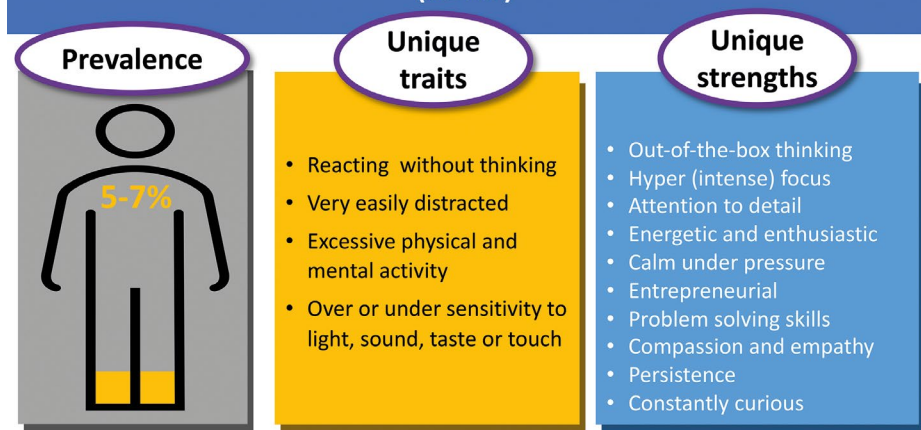 Prevalence
5-7%
Unique
traits
• Reacting without thinking
• Very easily distracted
• Excessive physical and
mental activity
• Over or under sensitivity to
light, sound, taste or touch
Unique
strengths
• Out-of-the-box thinking
• Hyper (intense) focus
• Attention to detail
• Energetic and enthusiastic
• Calm under pressure
• Entrepreneurial
• Problem solving skills
• Compassion and empathy
• Persistence
• Constantly curious